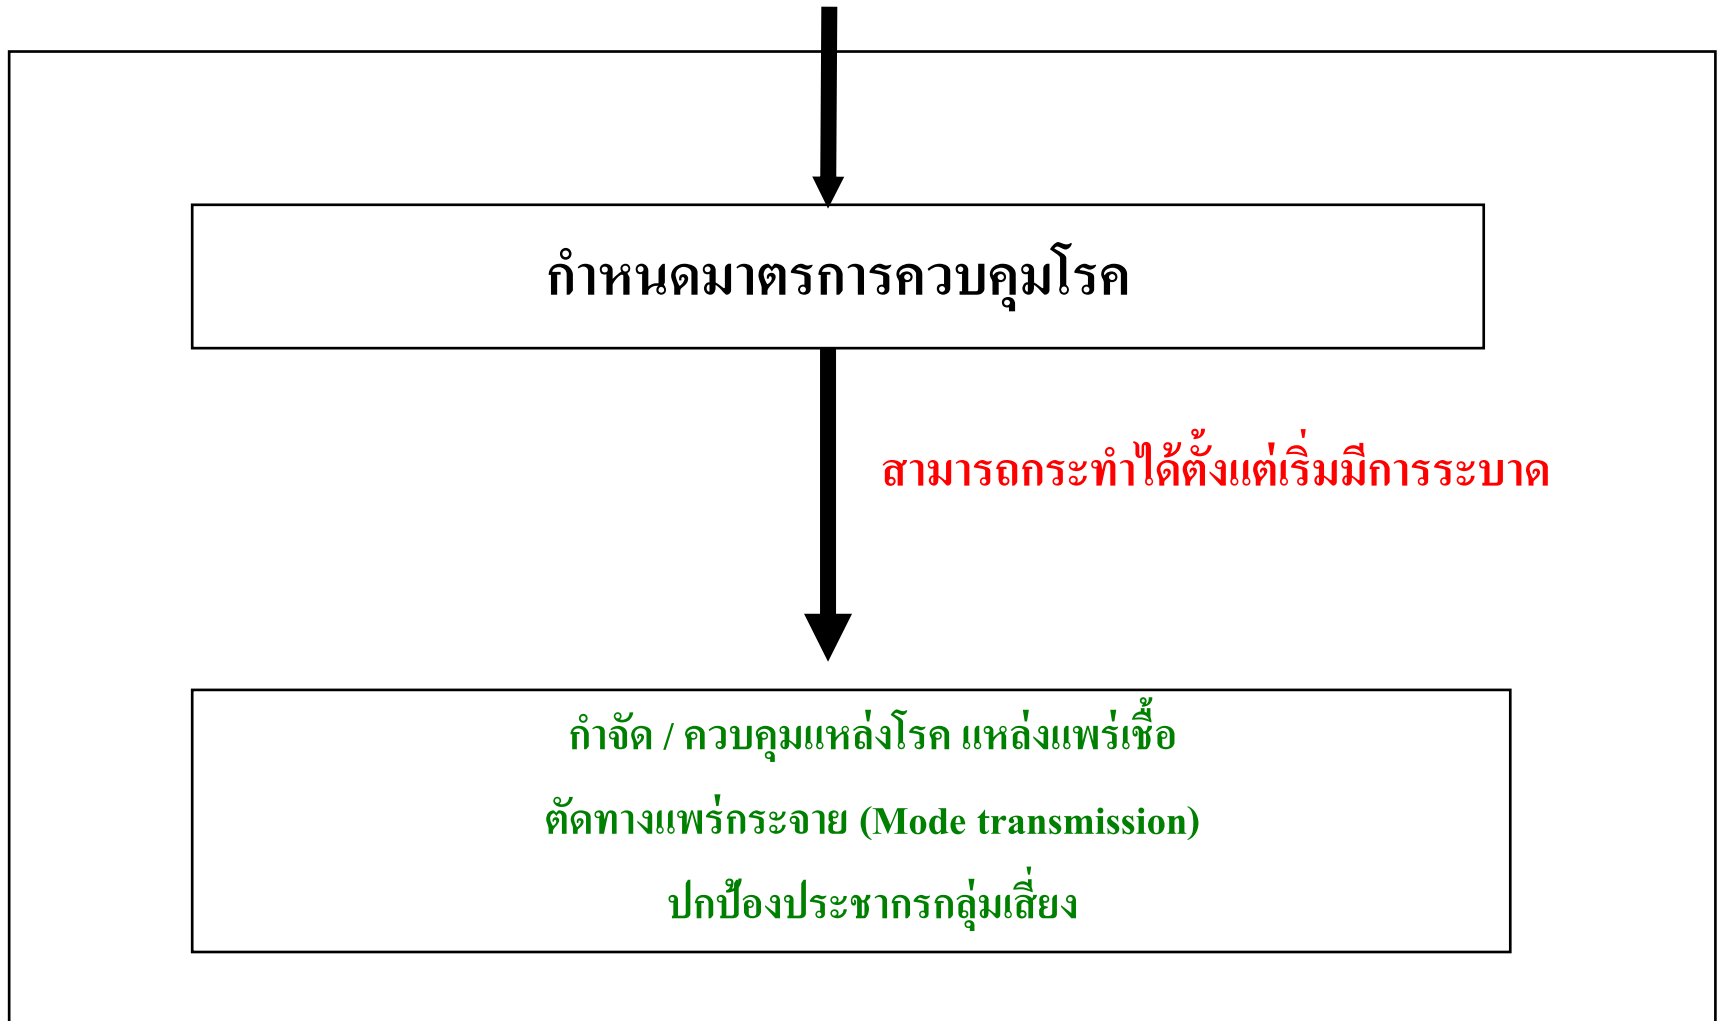 กำหนดมาตรการควบคุมโรค
สามารถกระทำได้ตั้งแต่เริ่มมีการระบาด
กำจัด / ควบคุมแหล่งโรค แหล่งแพร่เชื้อ
ตัดทางแพร่กระจาย (Mode transmission)
ปกป้องประชากรกลุ่มเสี่ยง